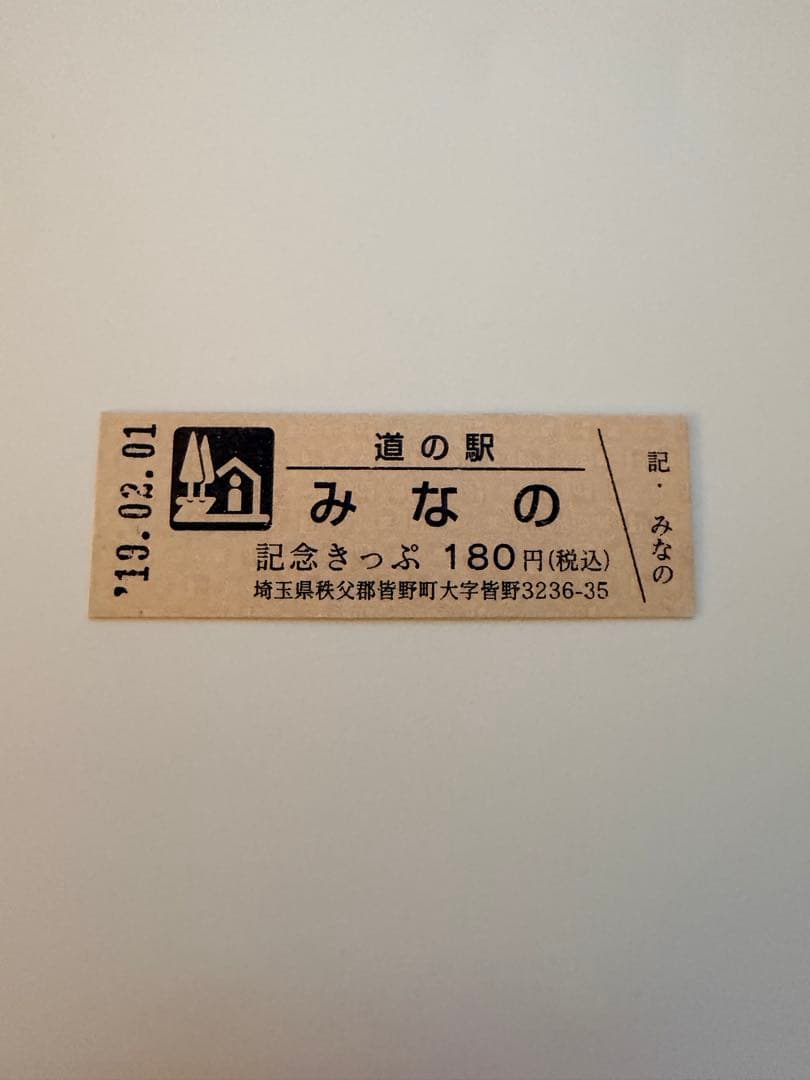 '19.02.01
道の駅
みなの
記念きっぷ 180円(税込)
埼玉県秩父郡皆野町大字皆野3236-35
記・みなの